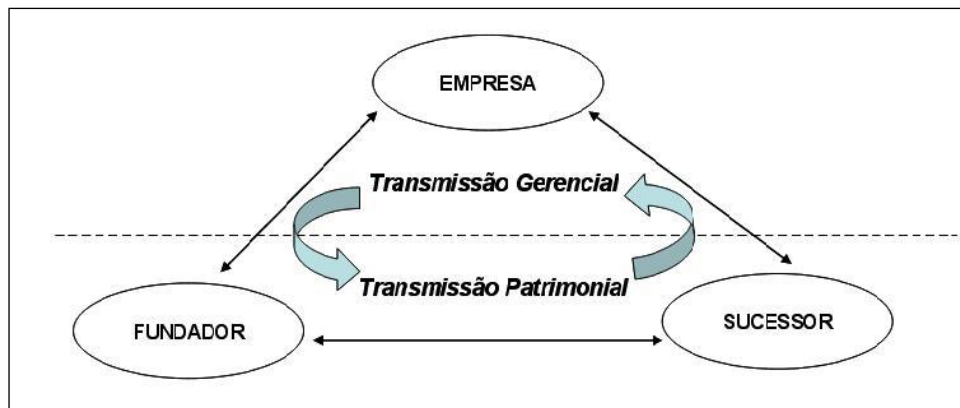 EMPRESA
Transmissão Gerencial
Transmissão Patrimonial
FUNDADOR
SUCESSOR